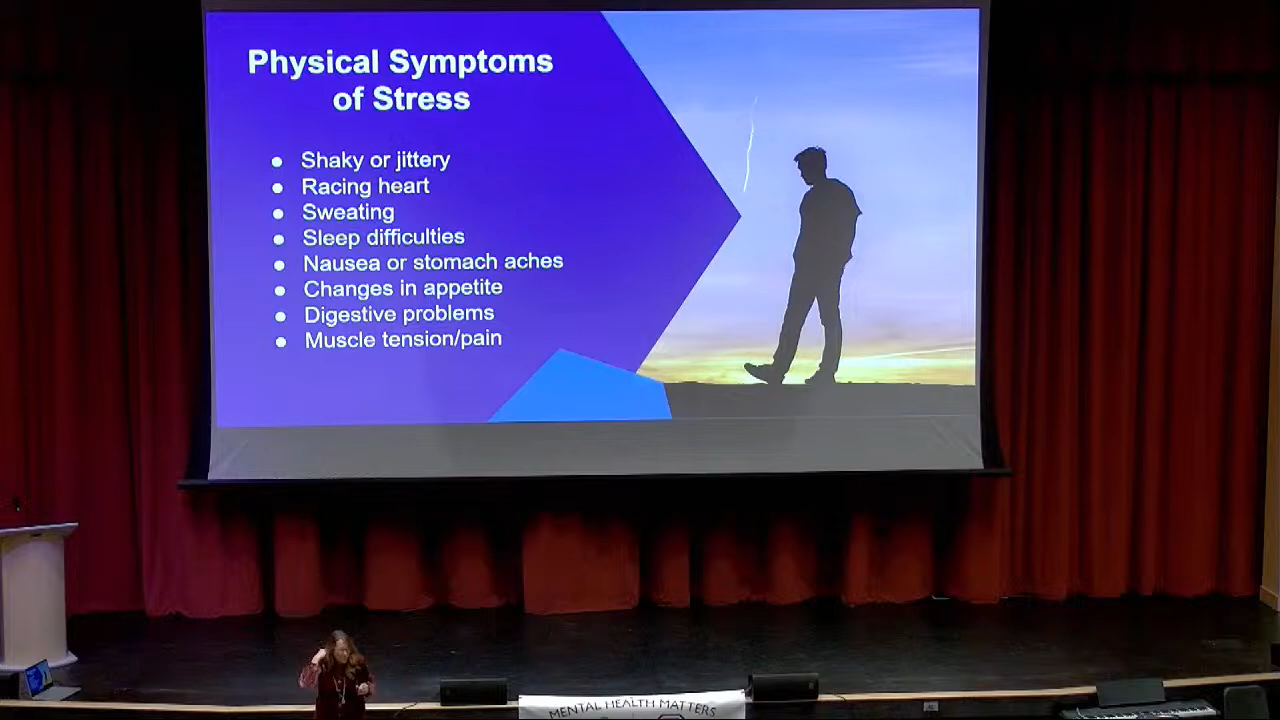 Physical Symptoms
of Stress
● Shaky or jittery
● Racing heart
● Sweating
● Sleep difficulties
● Nausea or stomach aches
● Changes in appetite
● Digestive problems
● Muscle tension/pain
MENTAL HEALTH MATTERS